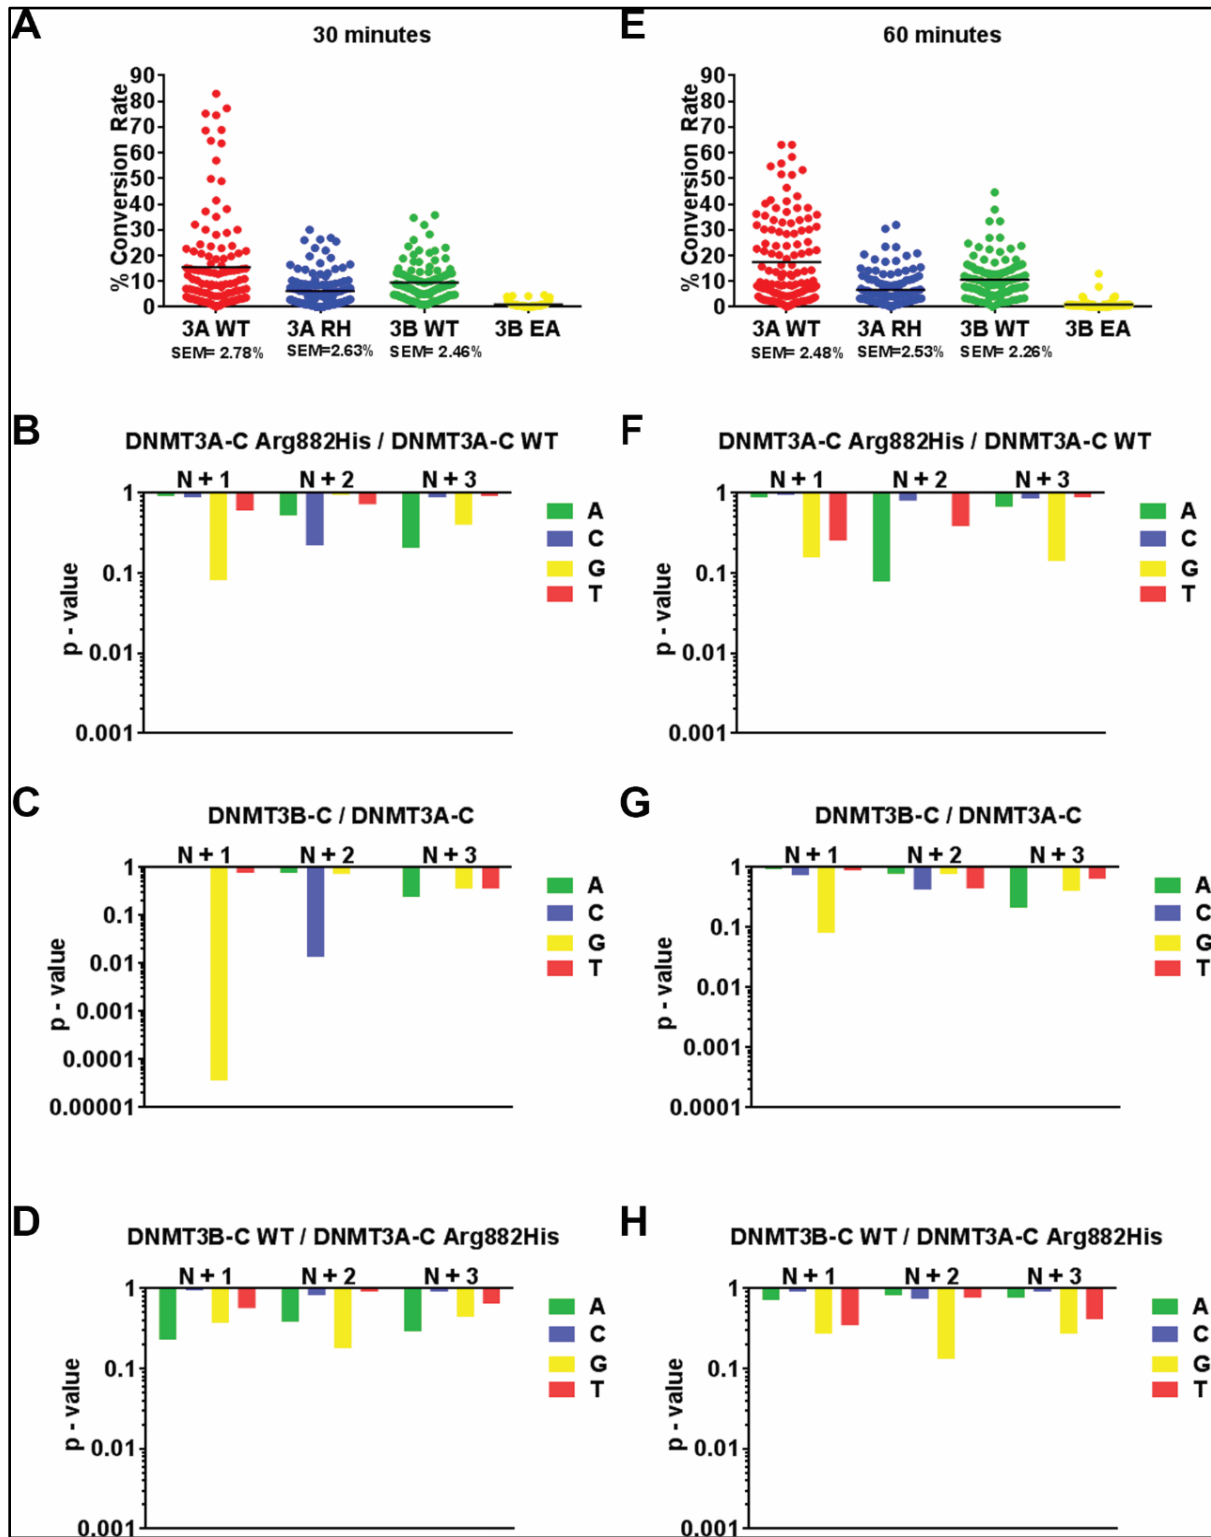 A
30 minutes
% Conversion Rate
90
80
70
60
50
40
30
20
10
0
3A WT
3A RH
3B WT
3B EA
SEM= 2.78%
SEM=2.63%
SEM= 2.46%
E
60 minutes
% Conversion Rate
90
80
70
60
50
40
30
20
10
0
3A WT
3A RH
3B WT
3B EA
SEM= 2.48%
SEM=2.53%
SEM= 2.26%
B
DNMT3A-C Arg882His / DNMT3A-C WT
N + 1
N + 2
N + 3
p - value
1
0.1
0.01
0.001
A
C
G
T
F
DNMT3A-C Arg882His / DNMT3A-C WT
N + 1
N + 2
N + 3
p - value
1
0.1
0.01
0.001
A
C
G
T
C
DNMT3B-C / DNMT3A-C
N + 1
N + 2
N + 3
p - value
1
0.1
0.01
0.001
0.0001
0.00001
A
C
G
T
G
DNMT3B-C / DNMT3A-C
N + 1
N + 2
N + 3
p - value
1
0.1
0.01
0.001
0.0001
A
C
G
T
D
DNMT3B-C WT / DNMT3A-C Arg882His
N + 1
N + 2
N + 3
p - value
1
0.1
0.01
0.001
A
C
G
T
H
DNMT3B-C WT / DNMT3A-C Arg882His
N + 1
N + 2
N + 3
p - value
1
0.1
0.01
0.001
A
C
G
T